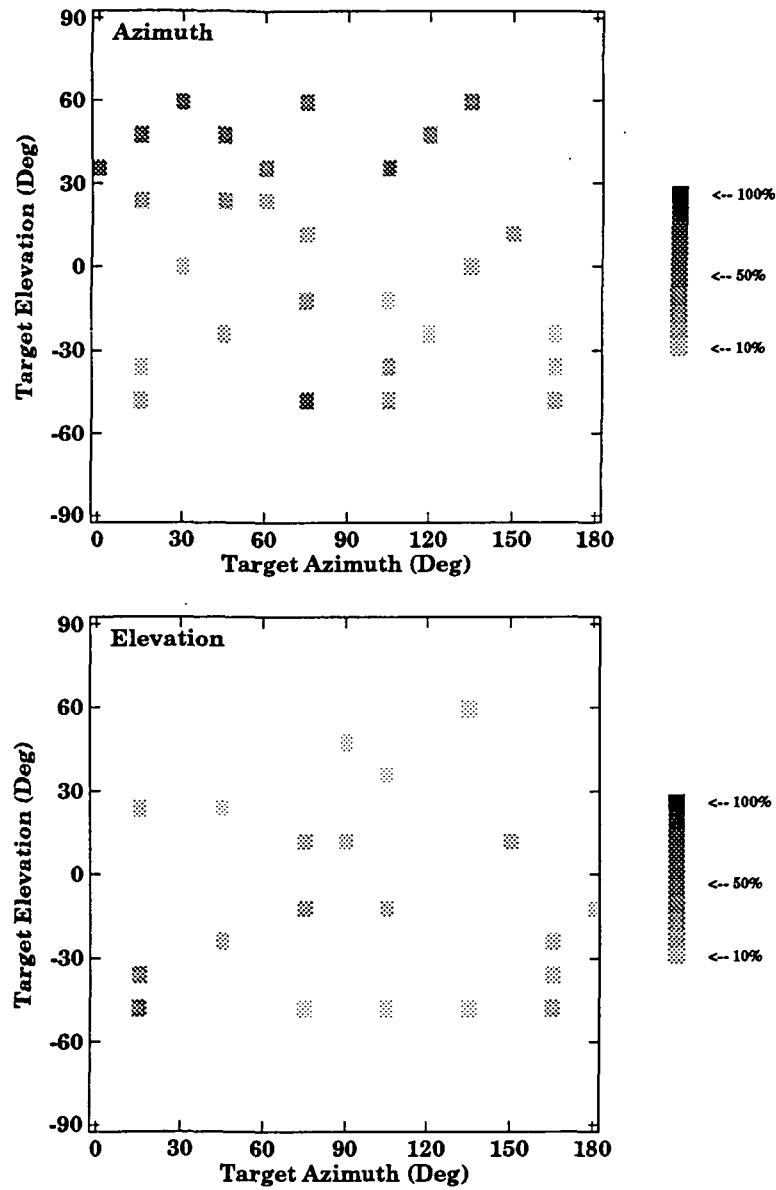 Azimuth
90
60
30
0
-30
-60
-90
Target Elevation (Deg)
0 30 60 90 120 150 180
Target Azimuth (Deg)
<-- 100%
<-- 50%
<-- 10%
Elevation
90
60
30
0
-30
-60
-90
Target Elevation (Deg)
0 30 60 90 120 150 180
Target Azimuth (Deg)
<-- 100%
<-- 50%
<-- 10%